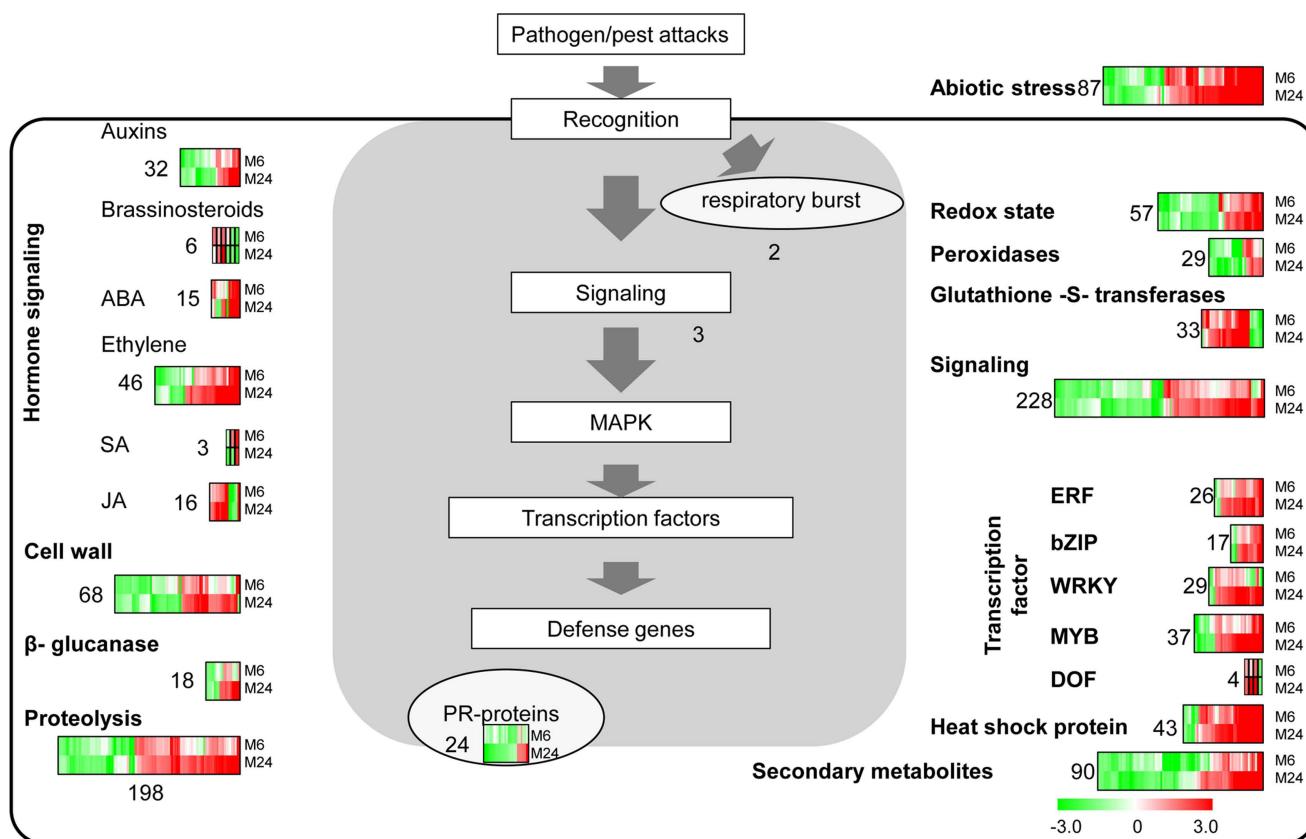 Pathogen/pest attacks
Recognition
respiratory burst
2
Signaling
3
MAPK
Transcription factors
Defense genes
PR-proteins
24
M6
M24
Hormone signaling
Auxins
32
M6
M24
Brassinosteroids
6
M6
M24
ABA
15
M6
M24
Ethylene
46
M6
M24
SA
3
M6
M24
JA
16
M6
M24
Cell wall
68
M6
M24
β- glucanase
18
M6
M24
Proteolysis
M6
M24
198
Abiotic stress
87
M6
M24
Redox state
57
M6
M24
Peroxidases
29
M6
M24
Glutathione -S- transferases
33
M6
M24
Signaling
228
M6
M24
Transcription
factor
ERF
26
M6
M24
bZIP
17
M6
M24
WRKY
29
M6
M24
MYB
37
M6
M24
DOF
4
M6
M24
Heat shock protein
43
M6
M24
Secondary metabolites
90
M6
M24
-3.0 0 3.0